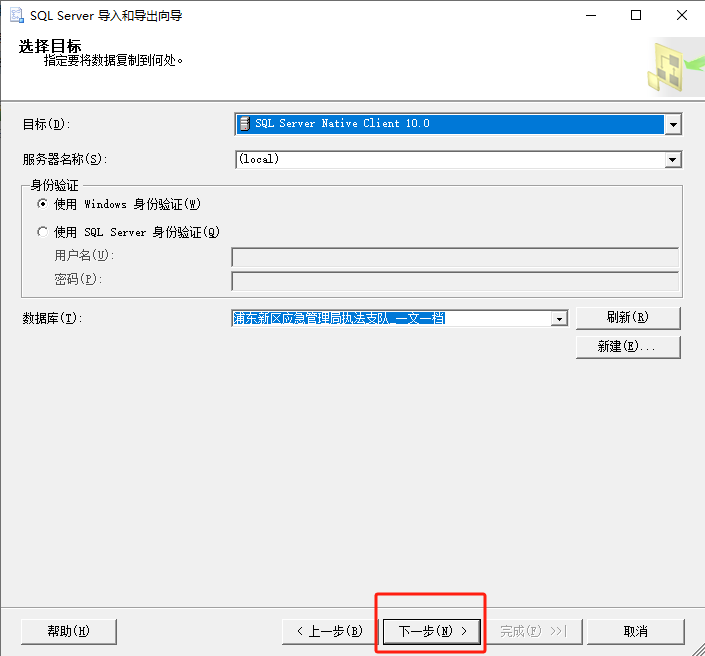 SQL Server 导入和导出向导
选择目标
指定要将数据复制到何处。
目标(D):
SQL Server Native Client 10.0
服务器名称(S):
(local)
身份验证
使用 Windows 身份验证(W)
使用 SQL Server 身份验证(Q)
用户名(U):
密码(P):
数据库(T):
浦东新区应急管理局执法支队_一文一档
刷新(R)
新建(E)...
帮助(H)
< 上一步(B)
下一步(N) >
完成(F) >>|
取消